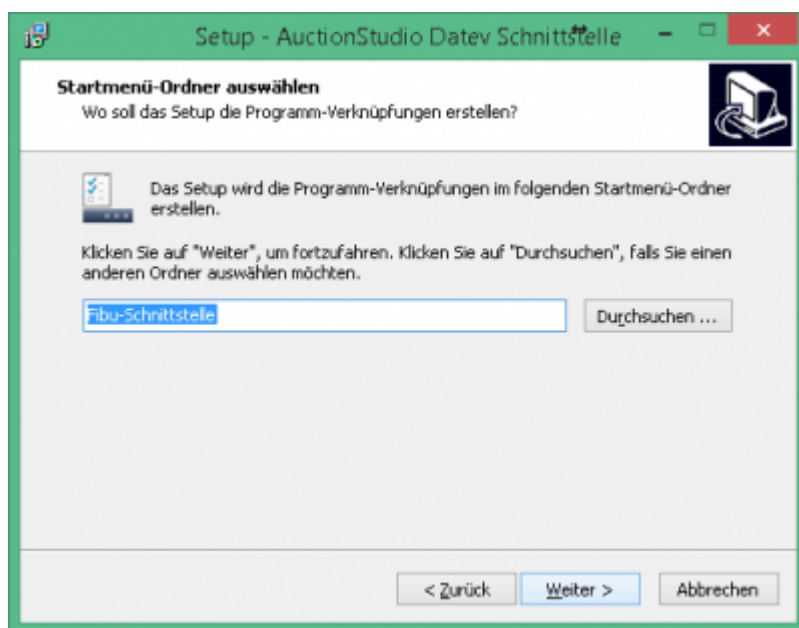 Setup - AuctionStudio Datev Schnittstelle
Startmenü-Ordner auswählen
Wo soll das Setup die Programm-Verknüpfungen erstellen?
Das Setup wird die Programm-Verknüpfungen im folgenden Startmenü-Ordner
erstellen.
Klicken Sie auf "Weiter", um fortzufahren. Klicken Sie auf "Durchsuchen", falls Sie einen
anderen Ordner auswählen möchten.
Fibu-Schnittstelle
Durchsuchen ...
< Zurück
Weiter >
Abbrechen